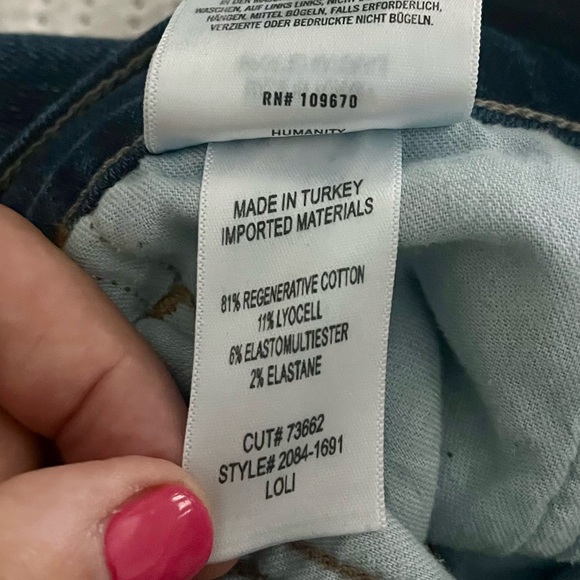 WASCHEN, AUF LINKS LINKS, NICHT
HÄNGEN, MITTEL BÜGELN, FALLS ERFORDERLICH,
VERZIERTE ODER BEDRUCKTE NICHT BÜGELN.
RN# 109670
HUMANITY
MADE IN TURKEY
IMPORTED MATERIALS
81% REGENERATIVE COTTON
11% LYOCELL
6% ELASTOMULTIESTER
2% ELASTANE
CUT# 73662
STYLE# 2084-1691
LOLI